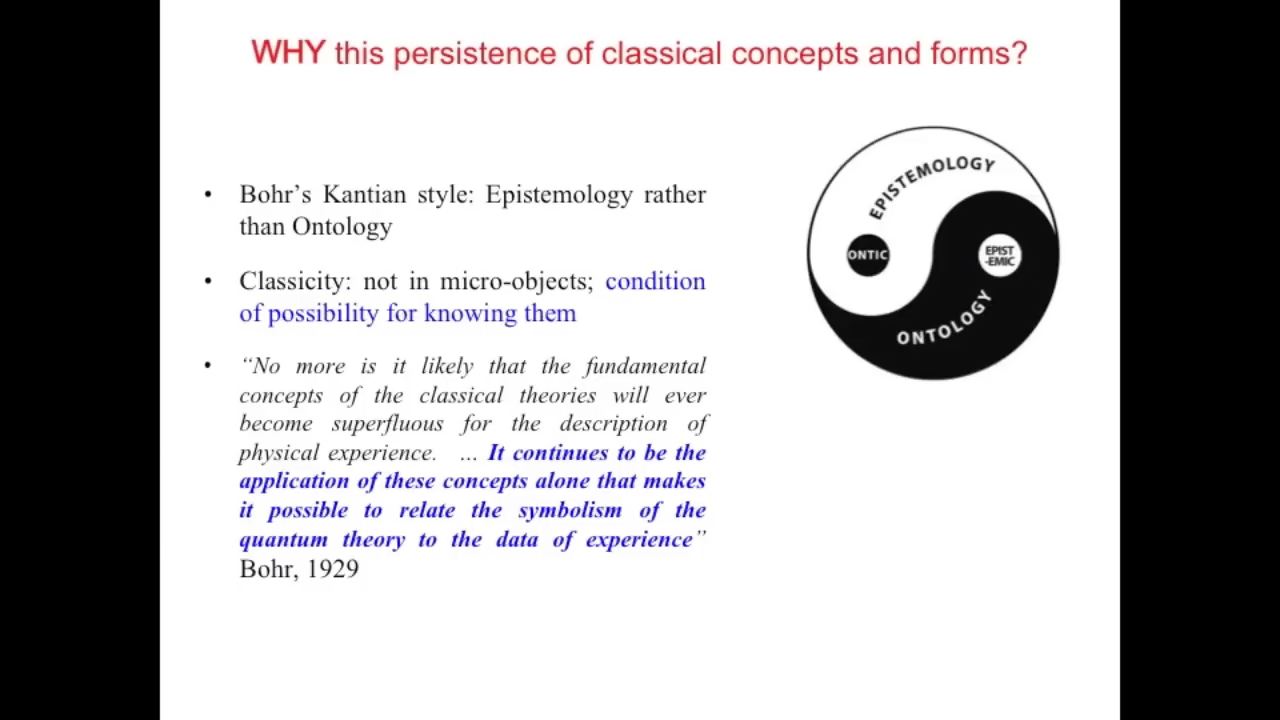 WHY this persistence of classical concepts and forms?
• Bohr’s Kantian style: Epistemology rather
than Ontology
• Classicity: not in micro-objects; condition
of possibility for knowing them
• “No more is it likely that the fundamental
concepts of the classical theories will ever
become superfluous for the description of
physical experience. ... It continues to be the
application of these concepts alone that makes
it possible to relate the symbolism of the
quantum theory to the data of experience”
Bohr, 1929
EPISTEMOLOGY
ONTIC
EPIST
-EMIC
ONTOLOGY